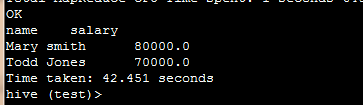 OK
name    salary
Mary smith      80000.0
Todd Jones      70000.0
Time taken: 42.451 seconds
hive (test)>